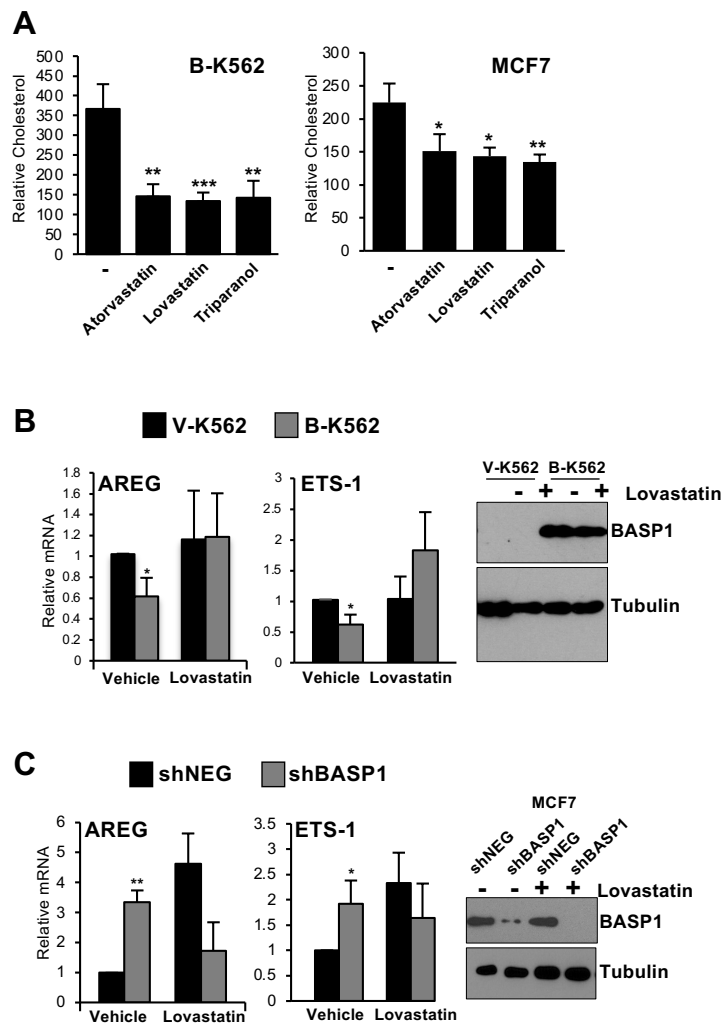 A
B-K562
MCF7
Relative Cholesterol
500
450
400
350
300
250
200
150
100
50
0
** *** **
- Atorvastatin Lovastatin Triparanol
Relative Cholesterol
300
250
200
150
100
50
0
* * **
- Atorvastatin Lovastatin Triparanol
B
V-K562 B-K562
AREG
Relative mRNA
1.8
1.6
1.4
1.2
1
0.8
0.6
0.4
0.2
0
*
Vehicle Lovastatin
ETS-1
3
2.5
2
1.5
1
0.5
0
*
Vehicle Lovastatin
V-K562 B-K562
- + - + Lovastatin
BASP1
Tubulin
C
shNEG shBASP1
AREG
Relative mRNA
6
5
4
3
2
1
0
**
Vehicle Lovastatin
ETS-1
3.5
3
2.5
2
1.5
1
0.5
0
*
Vehicle Lovastatin
MCF7
shNEG shBASP1 shNEG shBASP1
- - + + Lovastatin
BASP1
Tubulin